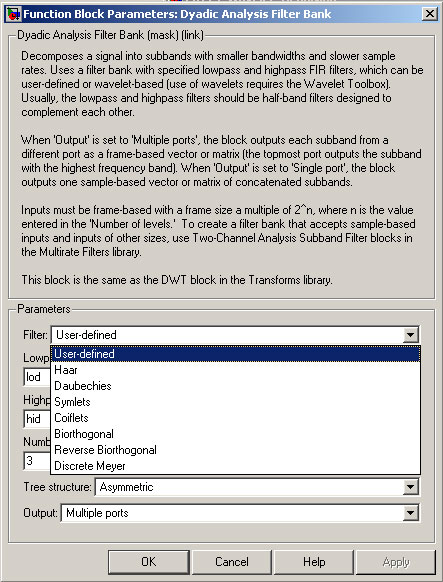 Function Block Parameters: Dyadic Analysis Filter Bank
Dyadic Analysis Filter Bank (mask) (link)
Decomposes a signal into subbands with smaller bandwidths and slower sample
rates. Uses a filter bank with specified lowpass and highpass FIR filters, which can be
user-defined or wavelet-based (use of wavelets requires the Wavelet Toolbox).
Usually, the lowpass and highpass filters should be half-band filters designed to
complement each other.
When 'Output' is set to 'Multiple ports', the block outputs each subband from a
different port as a frame-based vector or matrix (the topmost port outputs the subband
with the highest frequency band). When 'Output' is set to 'Single port', the block
outputs one sample-based vector or matrix of concatenated subbands.
Inputs must be frame-based with a frame size a multiple of 2^n, where n is the value
entered in the 'Number of levels.' To create a filter bank that accepts sample-based
inputs and inputs of other sizes, use Two-Channel Analysis Subband Filter blocks in
the Multirate Filters library.
This block is the same as the DWT block in the Transforms library.
Parameters
Filter: User-defined
User-defined
Lowp
Haar
lod
Daubechies
Symlets
Highp
Coiflets
hid
Biorthogonal
Numb
Reverse Biorthogonal
3
Discrete Meyer
Tree structure: Asymmetric
Output: Multiple ports
OK Cancel Help Apply